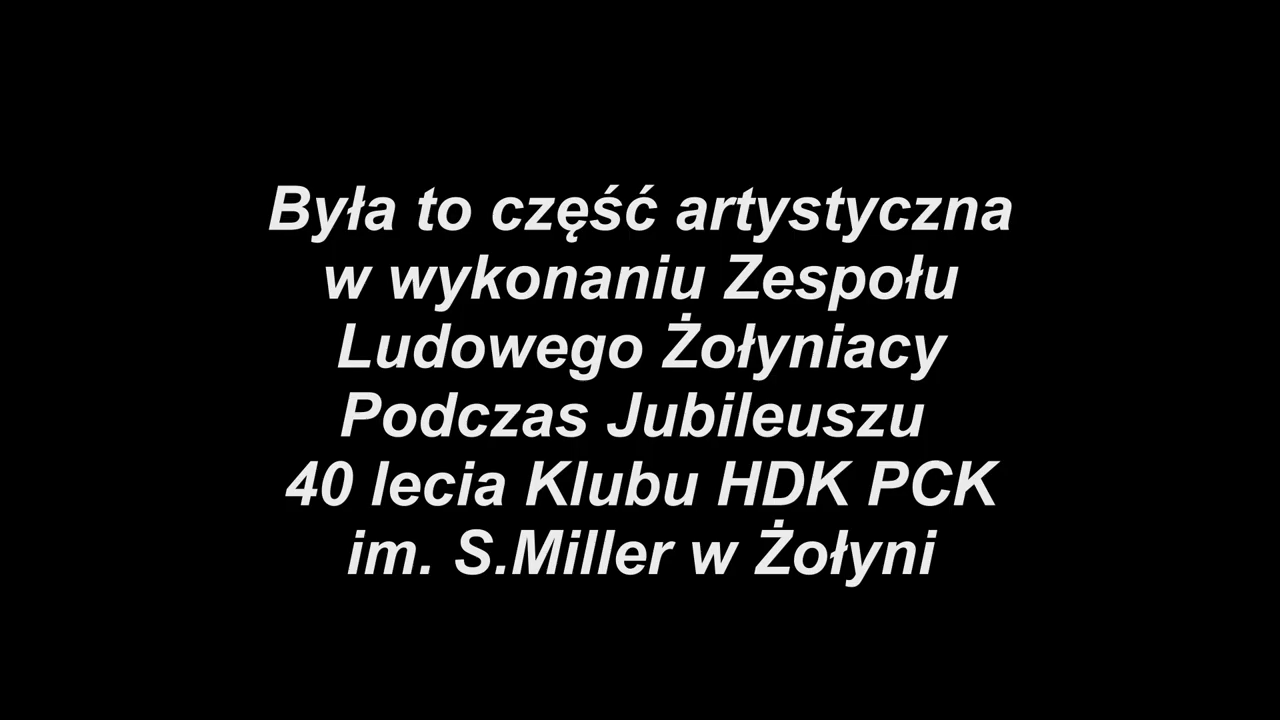 Była to część artystyczna
w wykonaniu Zespołu
Ludowego Żołyniacy
Podczas Jubileuszu
40 lecia Klubu HDK PCK
im. S.Miller w Żołyni